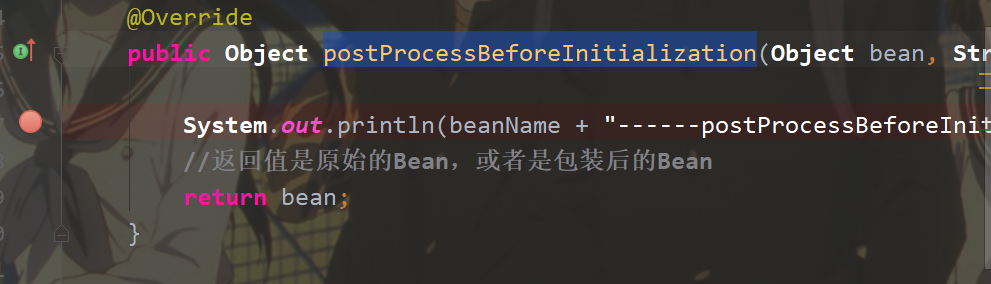 @Override
public Object postProcessBeforeInitialization(Object bean, Str
System.out.println(beanName + "------postProcessBeforeInit
//返回值是原始的Bean，或者是包装后的Bean
return bean;
}